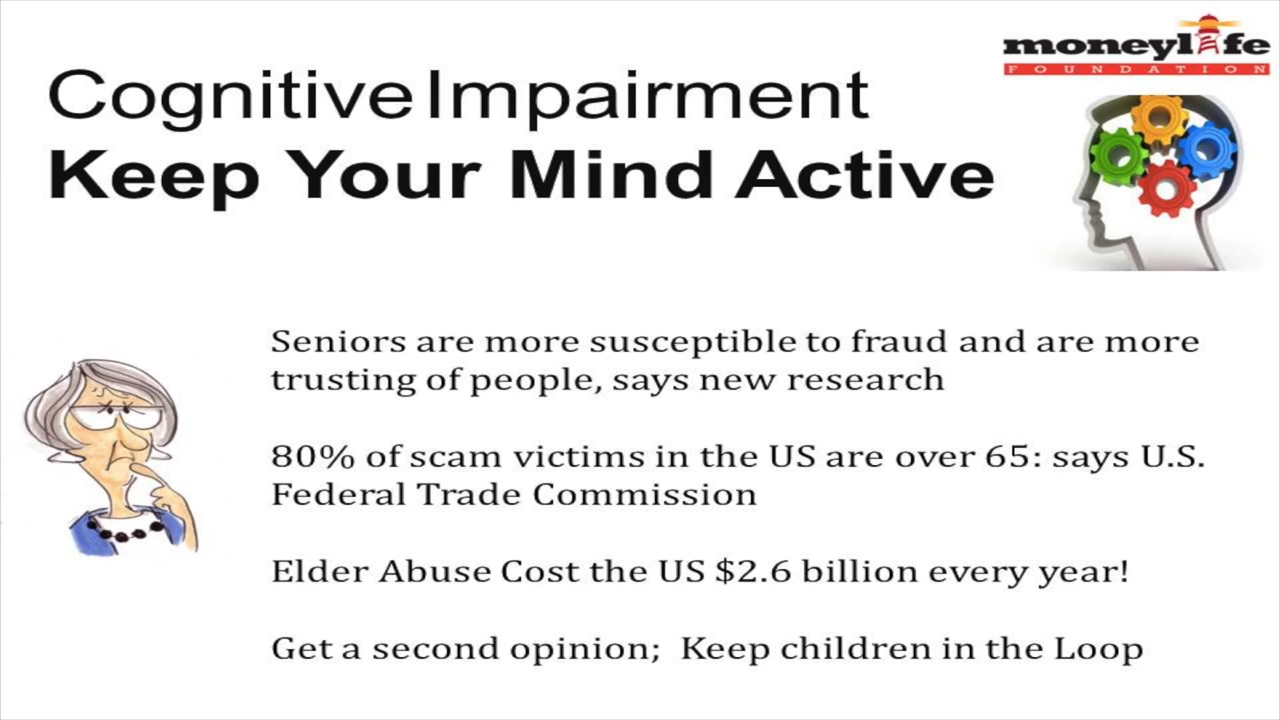 moneylife
FOUNDATION
Cognitive Impairment
Keep Your Mind Active
Seniors are more susceptible to fraud and are more
trusting of people, says new research
80% of scam victims in the US are over 65: says U.S.
Federal Trade Commission
Elder Abuse Cost the US $2.6 billion every year!
Get a second opinion;  Keep children in the Loop